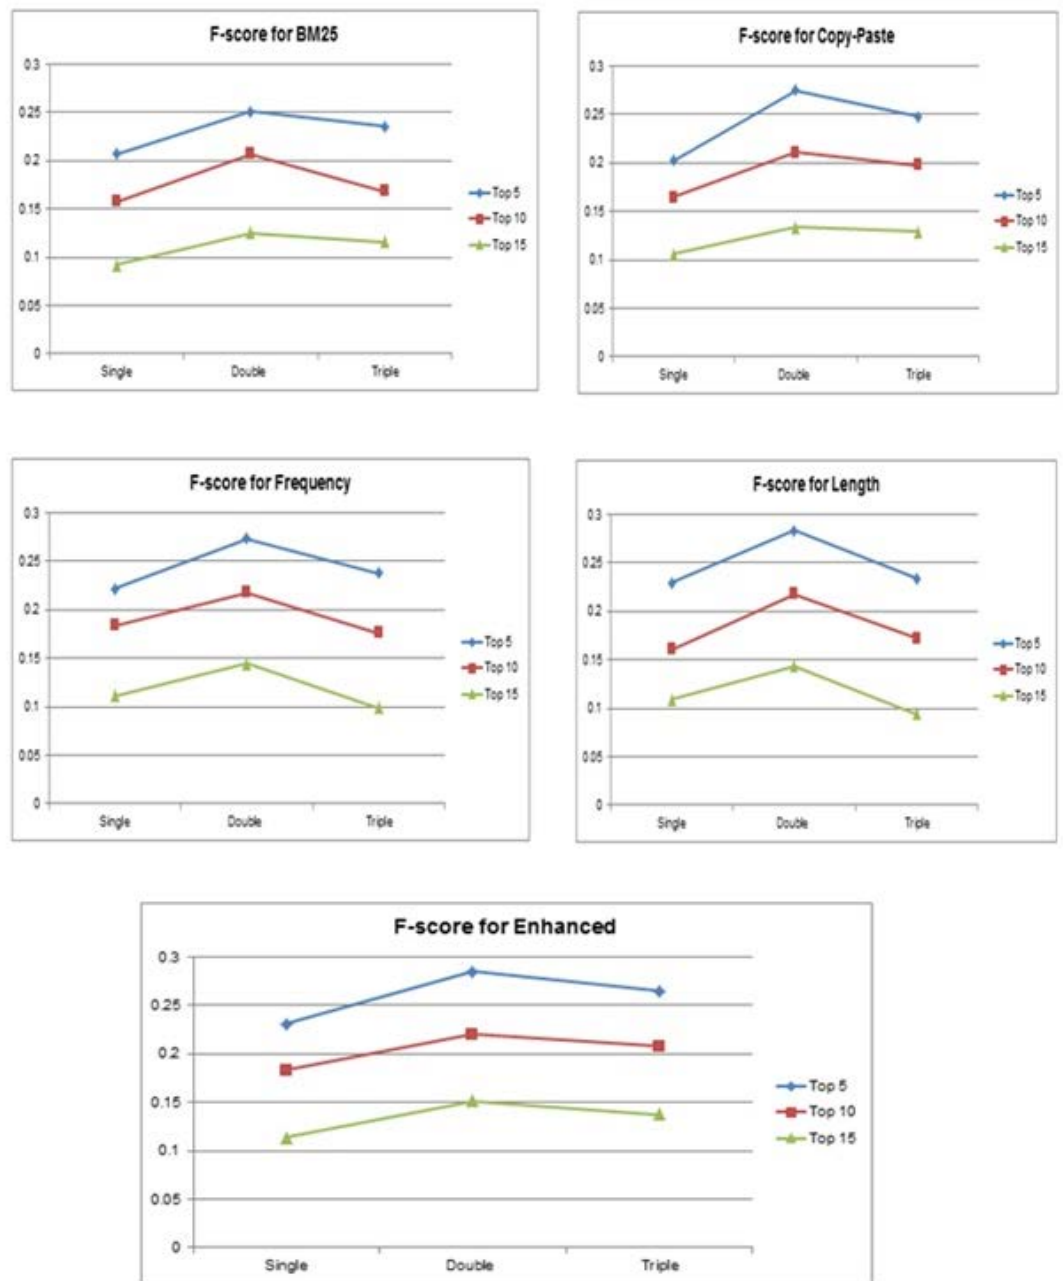 F-score for BM25
0.3
0.25
0.2
0.15
0.1
0.05
0
Single Double Triple
Top 5
Top 10
Top 15
F-score for Copy-Paste
0.3
0.25
0.2
0.15
0.1
0.05
0
Single Double Triple
Top 5
Top 10
Top 15
F-score for Frequency
0.3
0.25
0.2
0.15
0.1
0.05
0
Single Double Triple
Top 5
Top 10
Top 15
F-score for Length
0.3
0.25
0.2
0.15
0.1
0.05
0
Single Double Triple
Top 5
Top 10
Top 15
F-score for Enhanced
0.3
0.25
0.2
0.15
0.1
0.05
0
Single Double Triple
Top 5
Top 10
Top 15